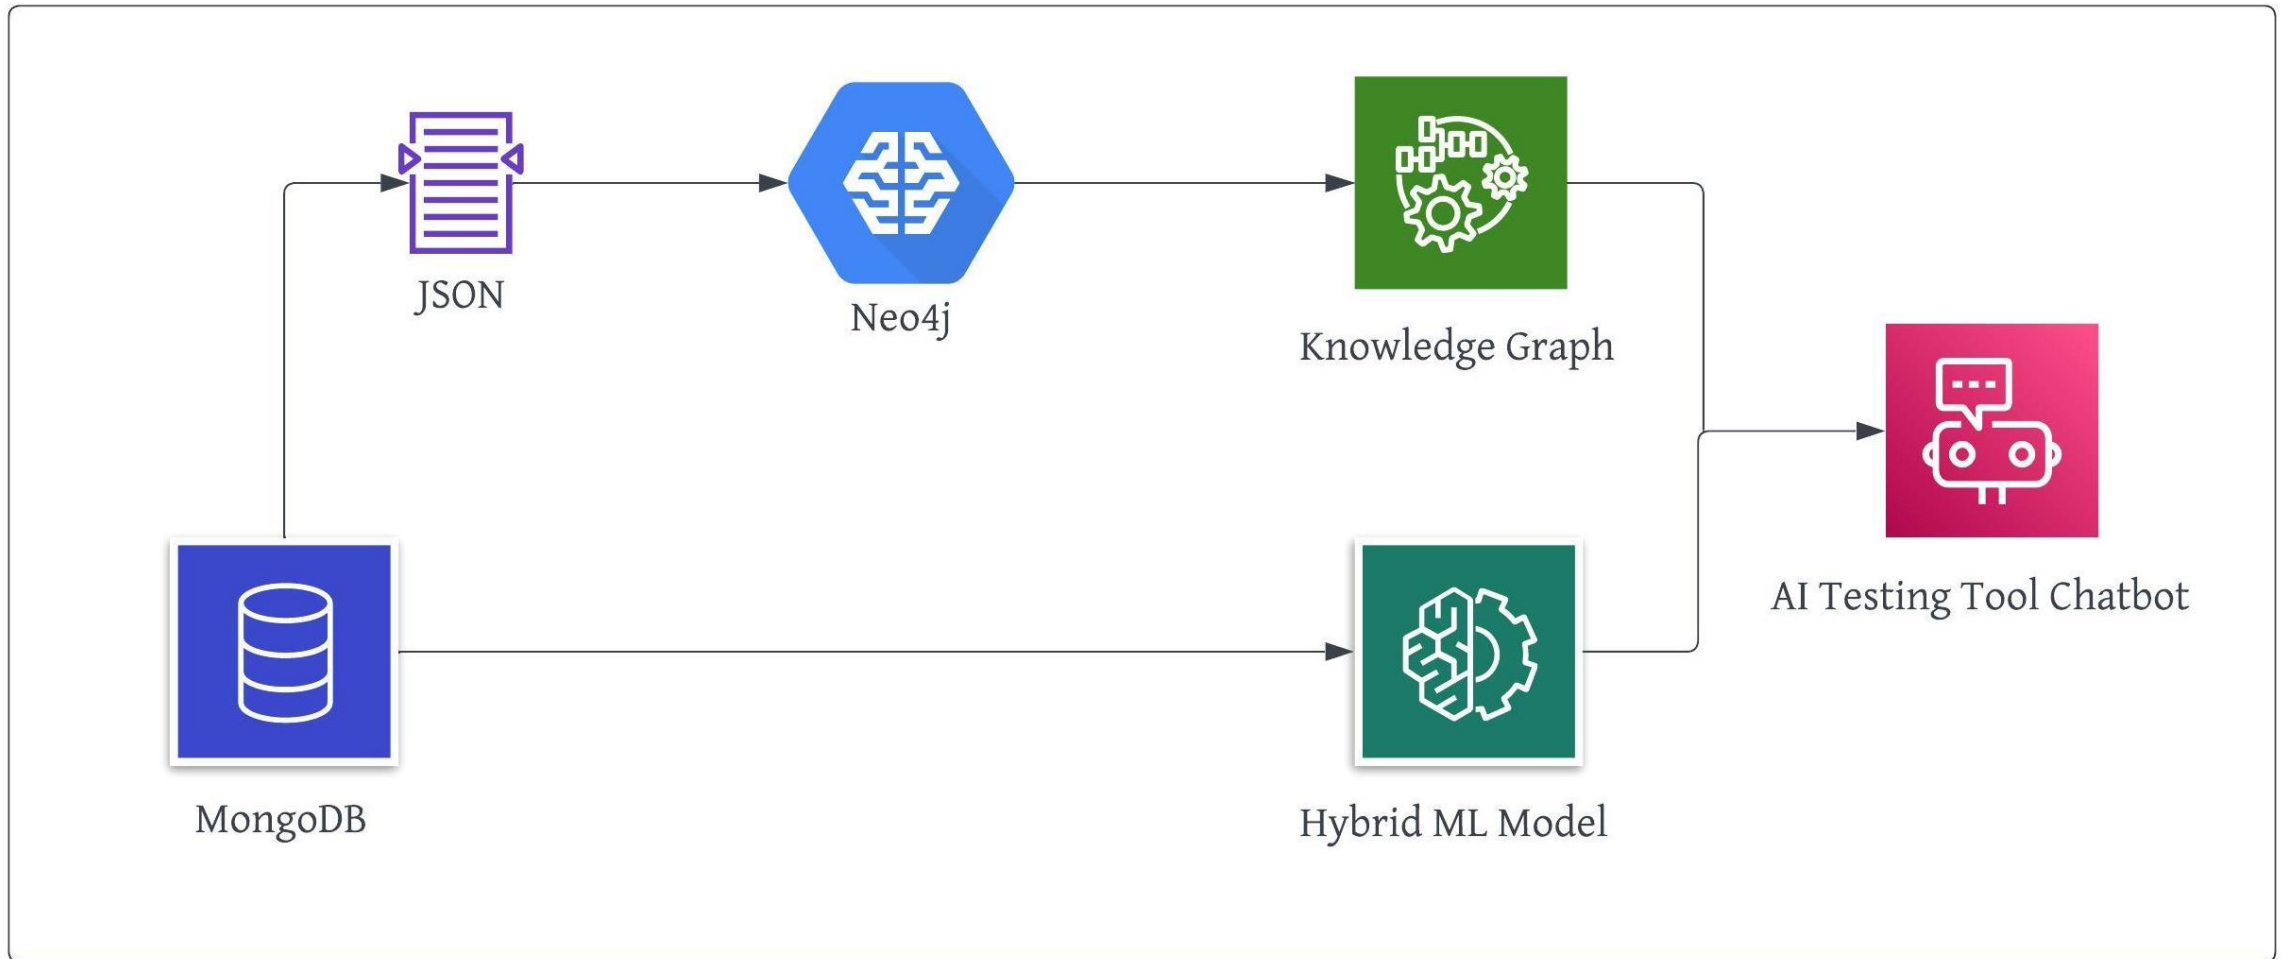 JSON
Neo4j
Knowledge Graph
AI Testing Tool Chatbot
MongoDB
Hybrid ML Model